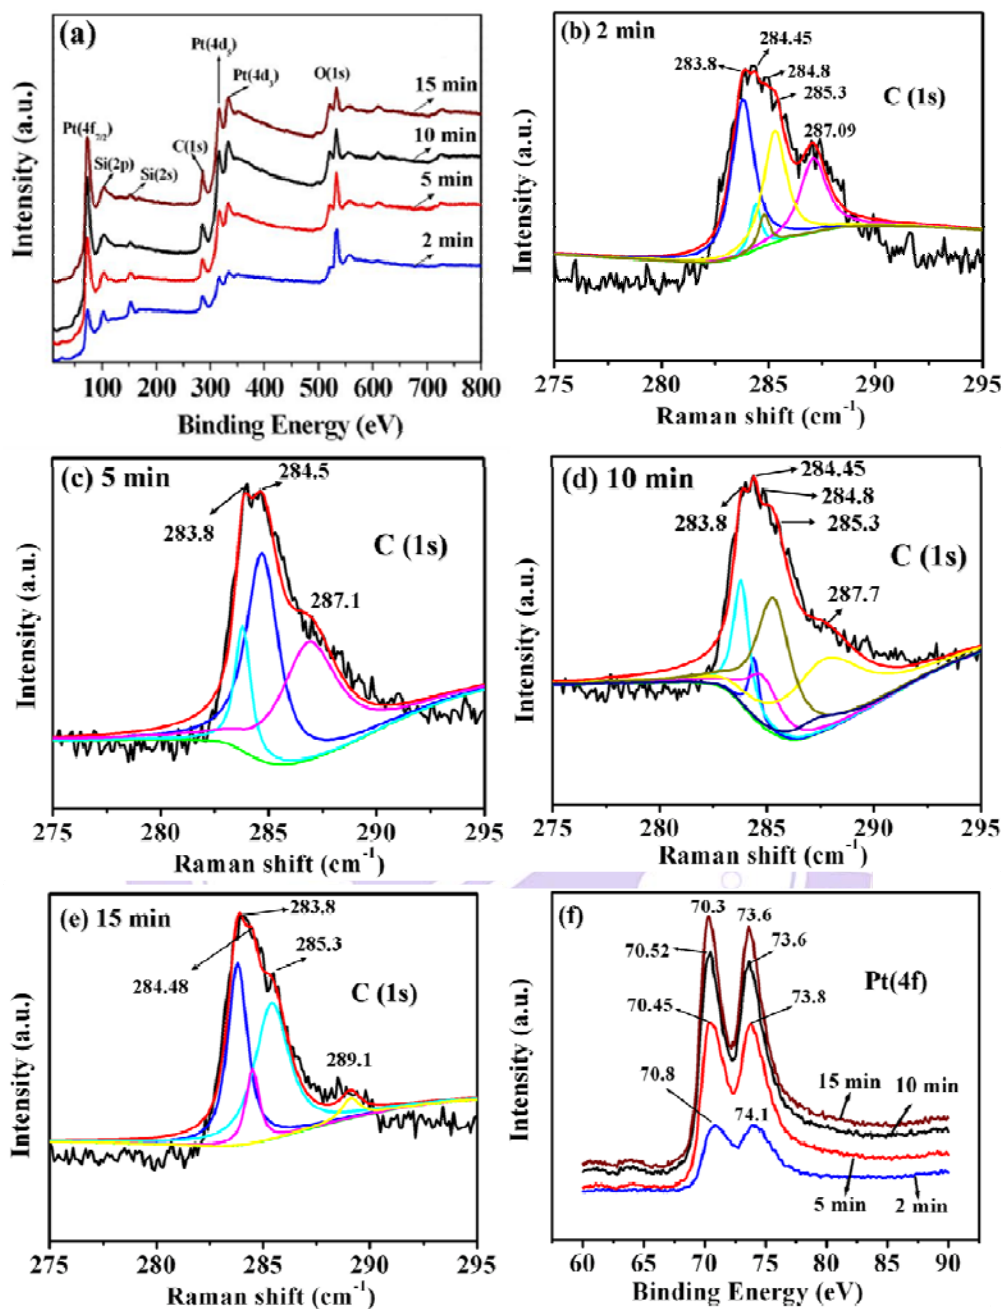 (a)
Pt(4d5)
Pt(4d3)
O(1s)
15 min
10 min
5 min
2 min
Pt(4f7/2)
Si(2p)
Si(2s)
C(1s)
Intensity (a.u.)
100 200 300 400 500 600 700 800
Binding Energy (eV)
(b) 2 min
284.45
283.8
284.8
285.3
287.09
C (1s)
Intensity (a.u.)
275 280 285 290 295
Raman shift (cm-1)
(c) 5 min
284.5
283.8
C (1s)
287.1
Intensity (a.u.)
275 280 285 290 295
Raman shift (cm-1)
(d) 10 min
284.45
284.8
283.8
285.3
C (1s)
287.7
Intensity (a.u.)
275 280 285 290 295
Raman shift (cm-1)
(e) 15 min
283.8
285.3
284.48
C (1s)
289.1
Intensity (a.u.)
275 280 285 290 295
Raman shift (cm-1)
(f)
70.3
73.6
70.52
73.6
Pt(4f)
70.45
73.8
70.8
74.1
15 min
10 min
5 min
2 min
Intensity (a.u.)
60 65 70 75 80 85 90
Binding Energy (eV)